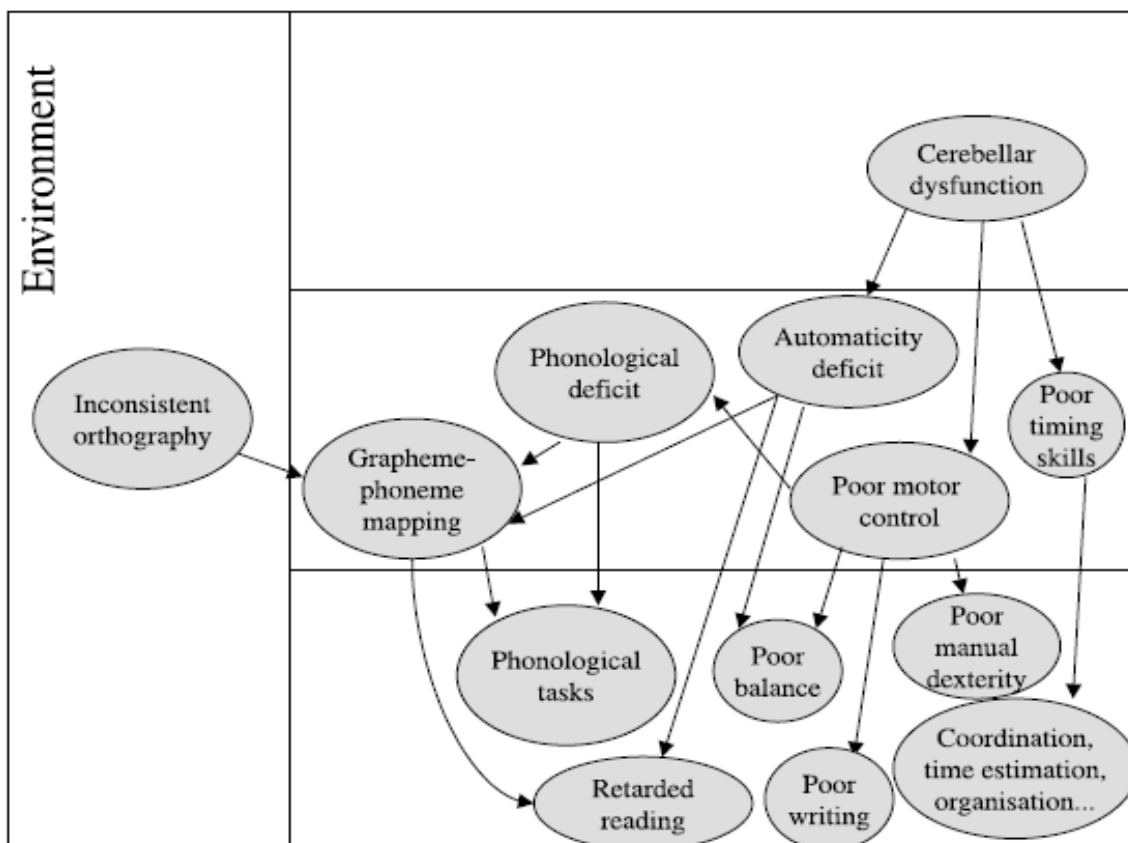 Environment
Cerebellar
dysfunction
Automaticity
deficit
Phonological
deficit
Poor
timing
skills
Inconsistent
orthography
Grapheme-
phoneme
mapping
Poor motor
control
Poor
manual
dexterity
Phonological
tasks
Poor
balance
Coordination,
time estimation,
organisation...
Retarded
reading
Poor
writing